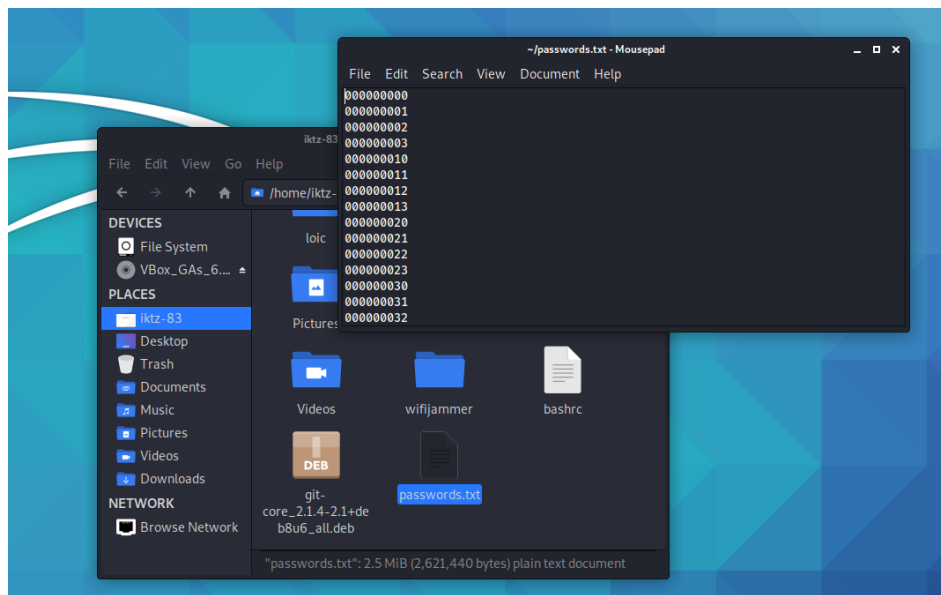 ~/passwords.txt - Mousepad
File Edit Search View Document Help
000000000
000000001
000000002
000000003
000000010
000000011
000000012
000000013
000000020
000000021
000000022
000000023
000000030
000000031
000000032
iktz-83
File Edit View Go Help
/home/iktz-
DEVICES
File System
VBox_GAs_6....
PLACES
iktz-83
Desktop
Trash
Documents
Music
Pictures
Videos
Downloads
NETWORK
Browse Network
loic
Pictures
Videos
wifijammer
bashrc
DEB
git-
core_2.1.4-2.1+de
b8u6_all.deb
passwords.txt
"passwords.txt": 2.5 MiB (2,621,440 bytes) plain text document